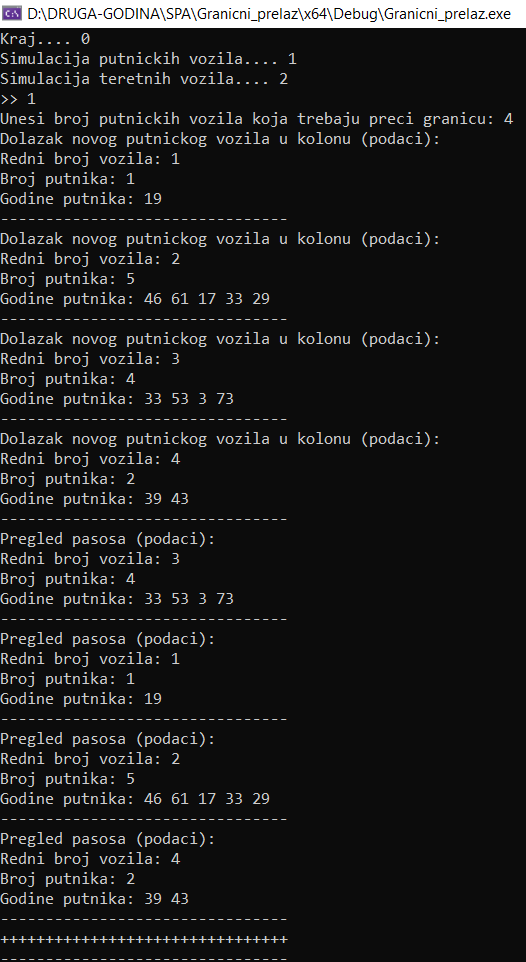 D:\DRUGA-GODINA\SPA\Granicni_prelaz\x64\Debug\Granicni_prelaz.exe
Kraj.... 0
Simulacija putnickih vozila.... 1
Simulacija teretnih vozila.... 2
>> 1
Unesi broj putnickih vozila koja trebaju preci granicu: 4
Dolazak novog putnickog vozila u kolonu (podaci):
Redni broj vozila: 1
Broj putnika: 1
Godine putnika: 19
--------------------------------
Dolazak novog putnickog vozila u kolonu (podaci):
Redni broj vozila: 2
Broj putnika: 5
Godine putnika: 46 61 17 33 29
--------------------------------
Dolazak novog putnickog vozila u kolonu (podaci):
Redni broj vozila: 3
Broj putnika: 4
Godine putnika: 33 53 3 73
--------------------------------
Dolazak novog putnickog vozila u kolonu (podaci):
Redni broj vozila: 4
Broj putnika: 2
Godine putnika: 39 43
--------------------------------
Pregled pasosa (podaci):
Redni broj vozila: 3
Broj putnika: 4
Godine putnika: 33 53 3 73
--------------------------------
Pregled pasosa (podaci):
Redni broj vozila: 1
Broj putnika: 1
Godine putnika: 19
--------------------------------
Pregled pasosa (podaci):
Redni broj vozila: 2
Broj putnika: 5
Godine putnika: 46 61 17 33 29
--------------------------------
Pregled pasosa (podaci):
Redni broj vozila: 4
Broj putnika: 2
Godine putnika: 39 43
--------------------------------
++++++++++++++++++++++++++++++++
--------------------------------